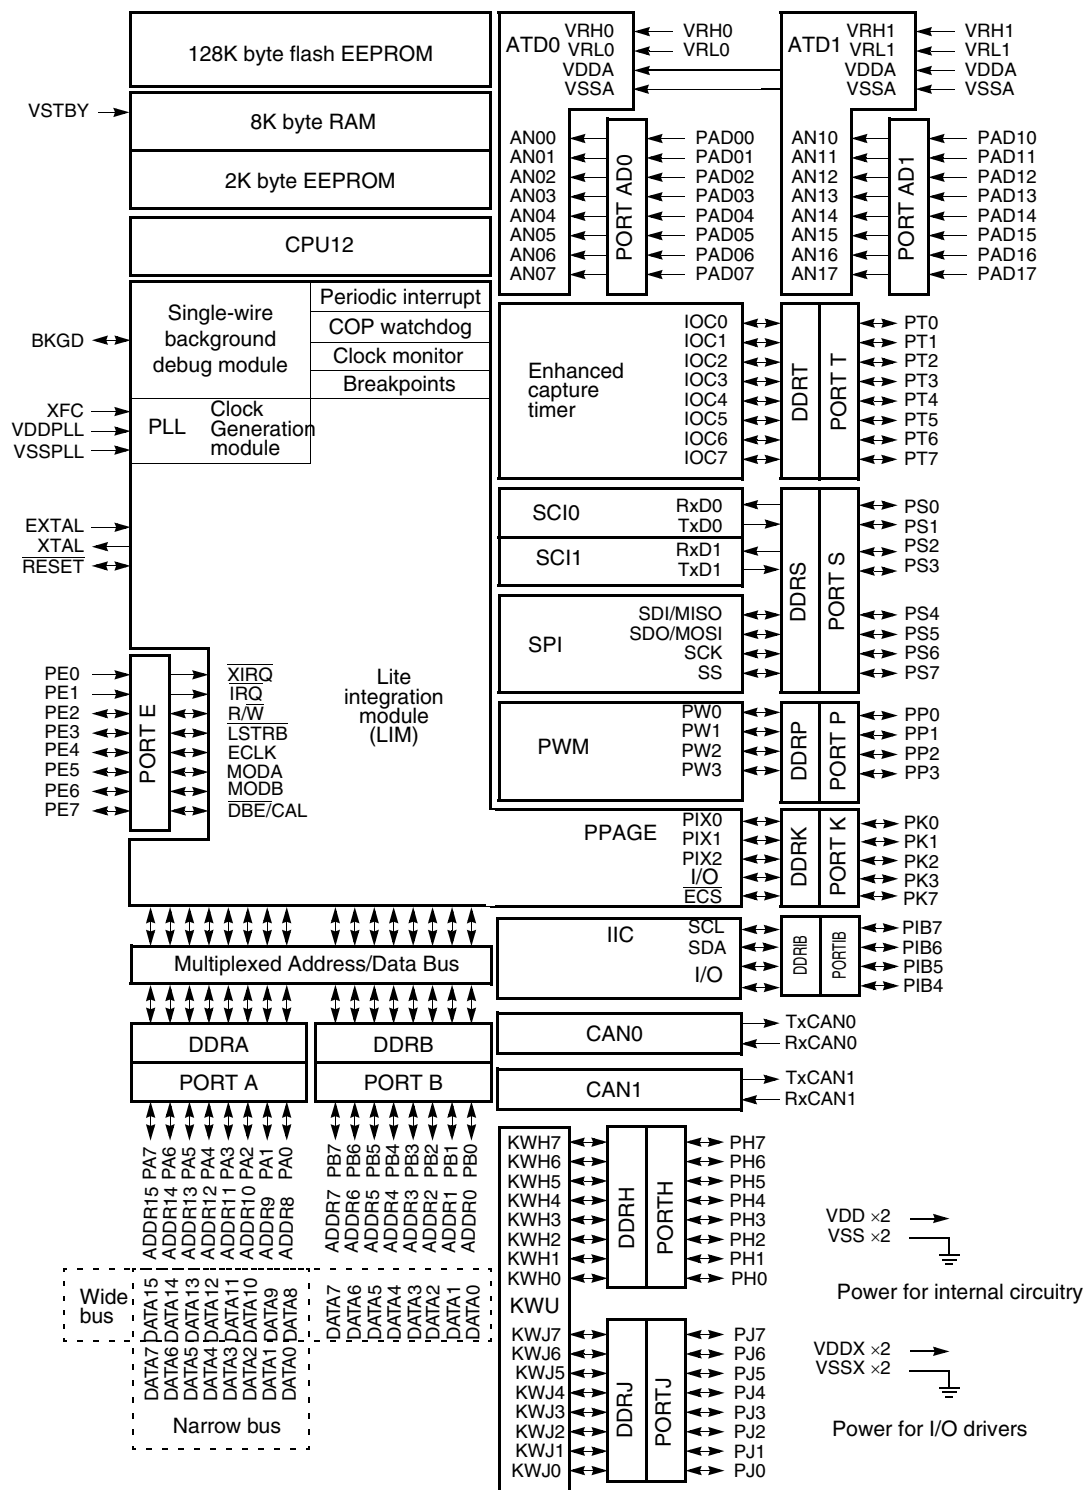 128K byte flash EEPROM
VSTBY
8K byte RAM
2K byte EEPROM
CPU12
Single-wire
background
debug module
Periodic interrupt
COP watchdog
Clock monitor
Breakpoints
BKGD
XFC
VDDPLL
VSSPLL
PLL
Clock
Generation
module
EXTAL
XTAL
RESET
PE0
PE1
PE2
PE3
PE4
PE5
PE6
PE7
PORT E
XIRQ
IRQ
R/W
LSTRB
ECLK
MODA
MODB
DBE/CAL
Lite
integration
module
(LIM)
ATD0
VRH0
VRL0
VDDA
VSSA
VRH0
VRL0
AN00
AN01
AN02
AN03
AN04
AN05
AN06
AN07
PORT AD0
PAD00
PAD01
PAD02
PAD03
PAD04
PAD05
PAD06
PAD07
ATD1
VRH1
VRL1
VDDA
VSSA
VRH1
VRL1
VDDA
VSSA
AN10
AN11
AN12
AN13
AN14
AN15
AN16
AN17
PORT AD1
PAD10
PAD11
PAD12
PAD13
PAD14
PAD15
PAD16
PAD17
Enhanced
capture
timer
IOC0
IOC1
IOC2
IOC3
IOC4
IOC5
IOC6
IOC7
DDRT
PORT T
PT0
PT1
PT2
PT3
PT4
PT5
PT6
PT7
SCI0
RxD0
TxD0
SCI1
RxD1
TxD1
SPI
SDI/MISO
SDO/MOSI
SCK
SS
DDRS
PORT S
PS0
PS1
PS2
PS3
PS4
PS5
PS6
PS7
PWM
PW0
PW1
PW2
PW3
DDRP
PORT P
PP0
PP1
PP2
PP3
PPAGE
PIX0
PIX1
PIX2
I/O
ECS
DDRK
PORT K
PK0
PK1
PK2
PK3
PK7
IIC
SCL
SDA
I/O
DDRIB
PORTIB
PIB7
PIB6
PIB5
PIB4
CAN0
TxCAN0
RxCAN0
CAN1
TxCAN1
RxCAN1
Multiplexed Address/Data Bus
DDRA
PORT A
DDRB
PORT B
PA7
PA6
PA5
PA4
PA3
PA2
PA1
PA0
PB7
PB6
PB5
PB4
PB3
PB2
PB1
PB0
ADDR15
ADDR14
ADDR13
ADDR12
ADDR11
ADDR10
ADDR9
ADDR8
ADDR7
ADDR6
ADDR5
ADDR4
ADDR3
ADDR2
ADDR1
ADDR0
Wide
bus
DATA15
DATA14
DATA13
DATA12
DATA11
DATA10
DATA9
DATA8
DATA7
DATA6
DATA5
DATA4
DATA3
DATA2
DATA1
DATA0
DATA7
DATA6
DATA5
DATA4
DATA3
DATA2
DATA1
DATA0
Narrow bus
KWH7
KWH6
KWH5
KWH4
KWH3
KWH2
KWH1
KWH0
DDRH
PORTH
PH7
PH6
PH5
PH4
PH3
PH2
PH1
PH0
KWU
KWJ7
KWJ6
KWJ5
KWJ4
KWJ3
KWJ2
KWJ1
KWJ0
DDRJ
PORTJ
PJ7
PJ6
PJ5
PJ4
PJ3
PJ2
PJ1
PJ0
VDD ×2
VSS ×2
Power for internal circuitry
VDDX ×2
VSSX ×2
Power for I/O drivers